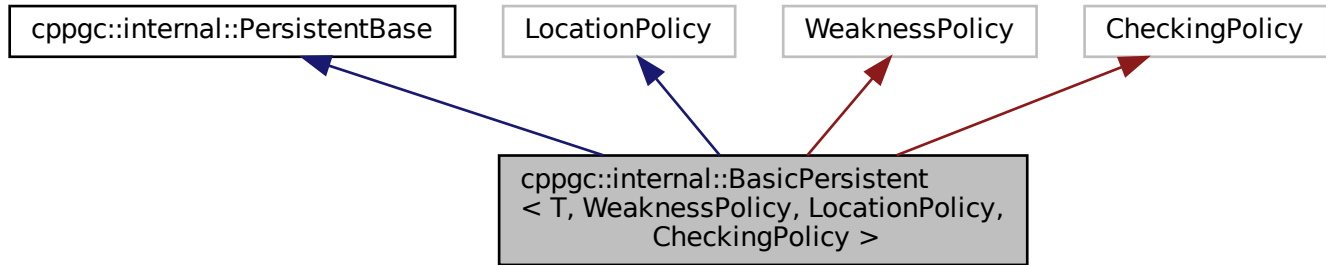 cppgc::internal::PersistentBase
LocationPolicy
WeaknessPolicy
CheckingPolicy
cppgc::internal::BasicPersistent
< T, WeaknessPolicy, LocationPolicy,
CheckingPolicy >